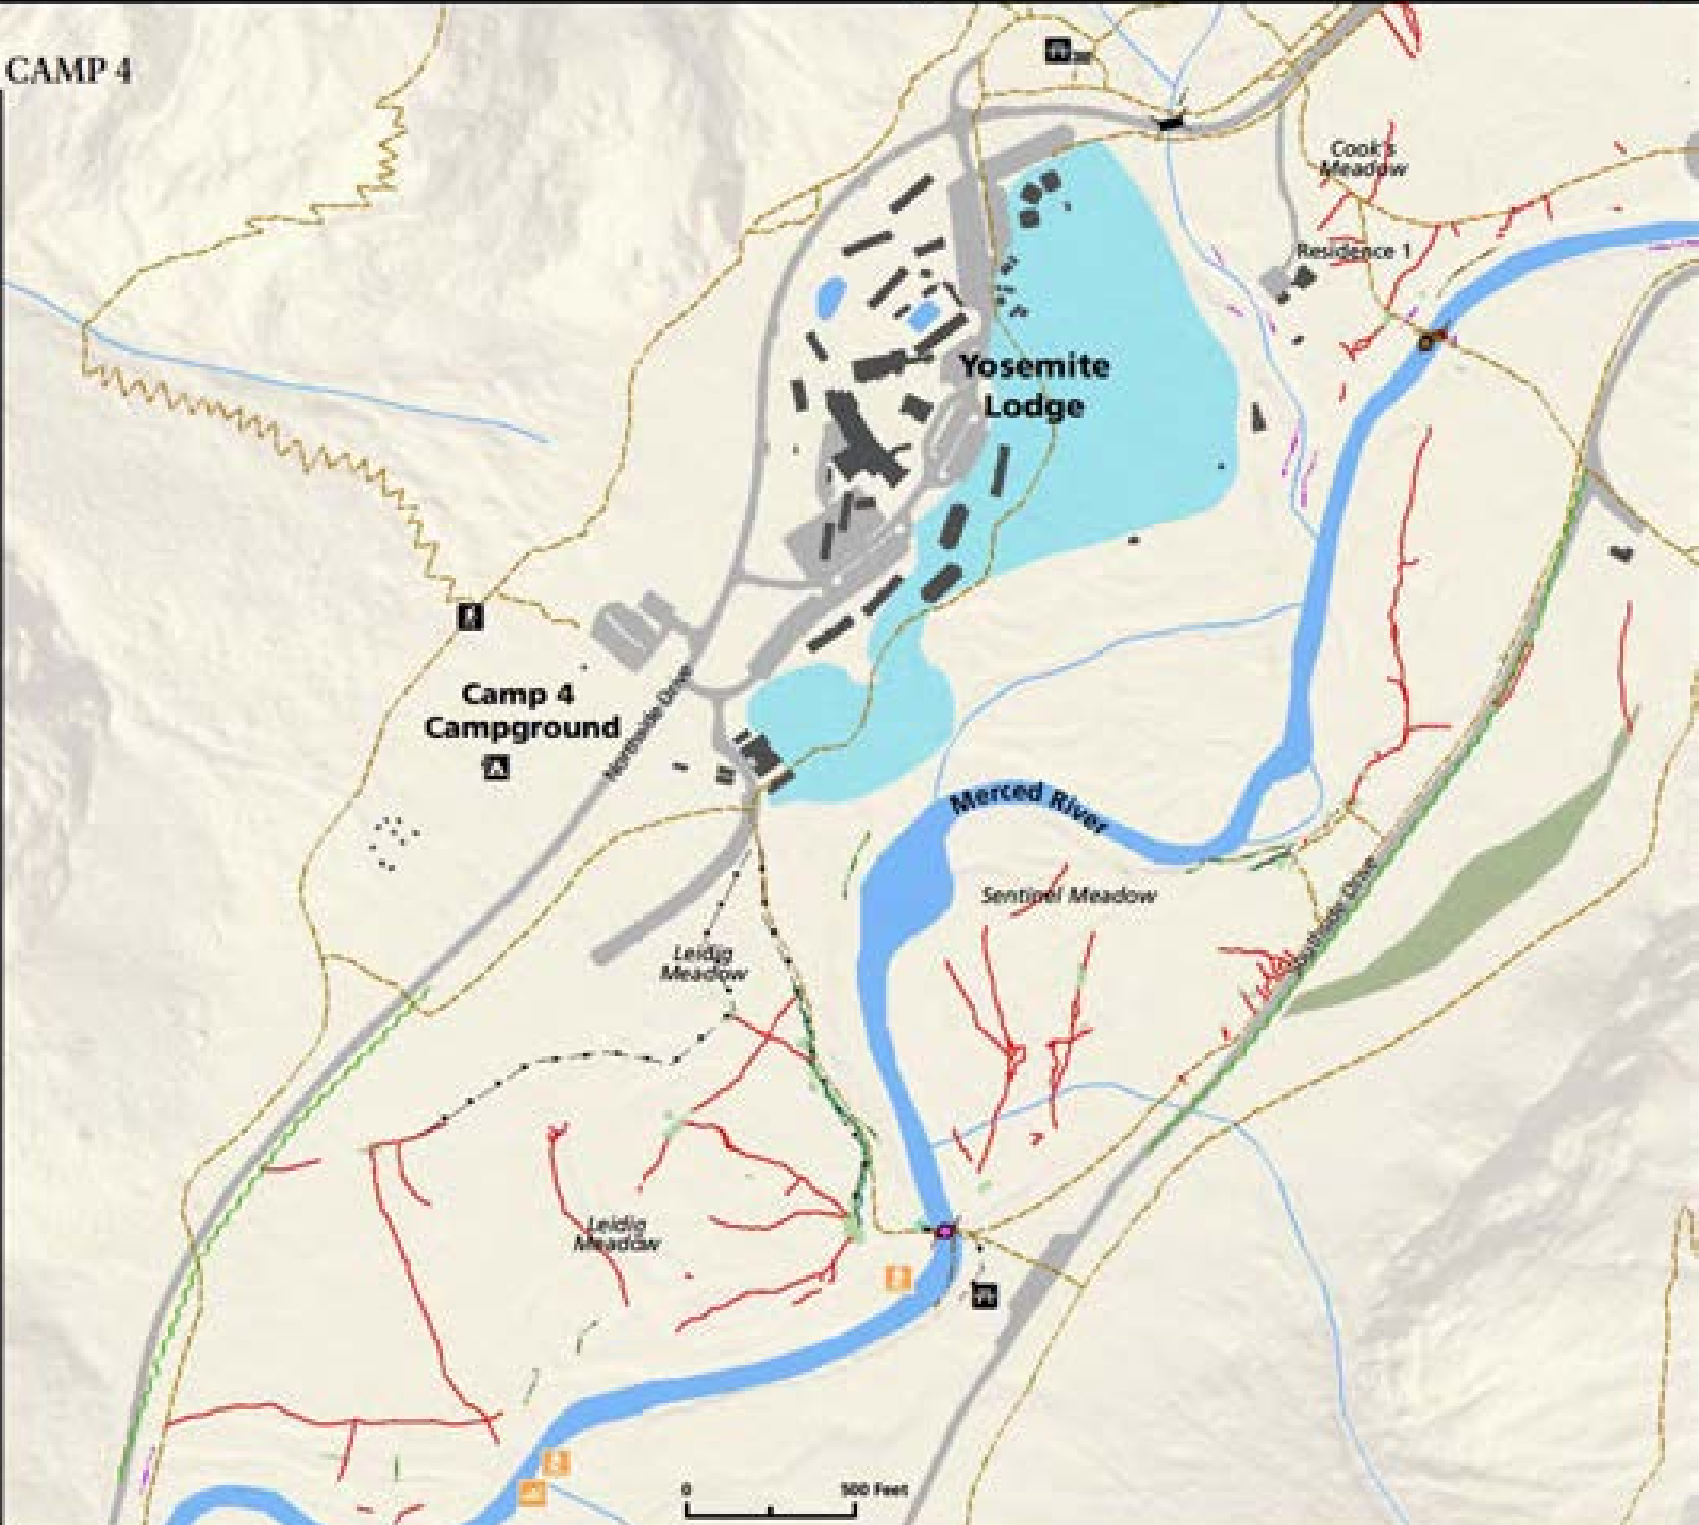 CAMP 4
Cook's
Meadow
Residence 1
Yosemite
Lodge
Camp 4
Campground
Northside Drive
Merced River
Sentinel Meadow
Southside Drive
Leidig
Meadow
Leidig
Meadow
0 500 Feet